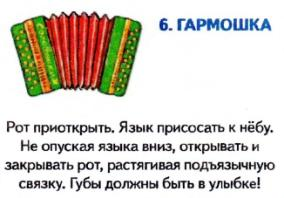 6. ГАРМОШКА
Рот приоткрыть. Язык присосать к нёбу.
Не опуская языка вниз, открывать и
закрывать рот, растягивая подъязычную
связку. Губы должны быть в улыбке!